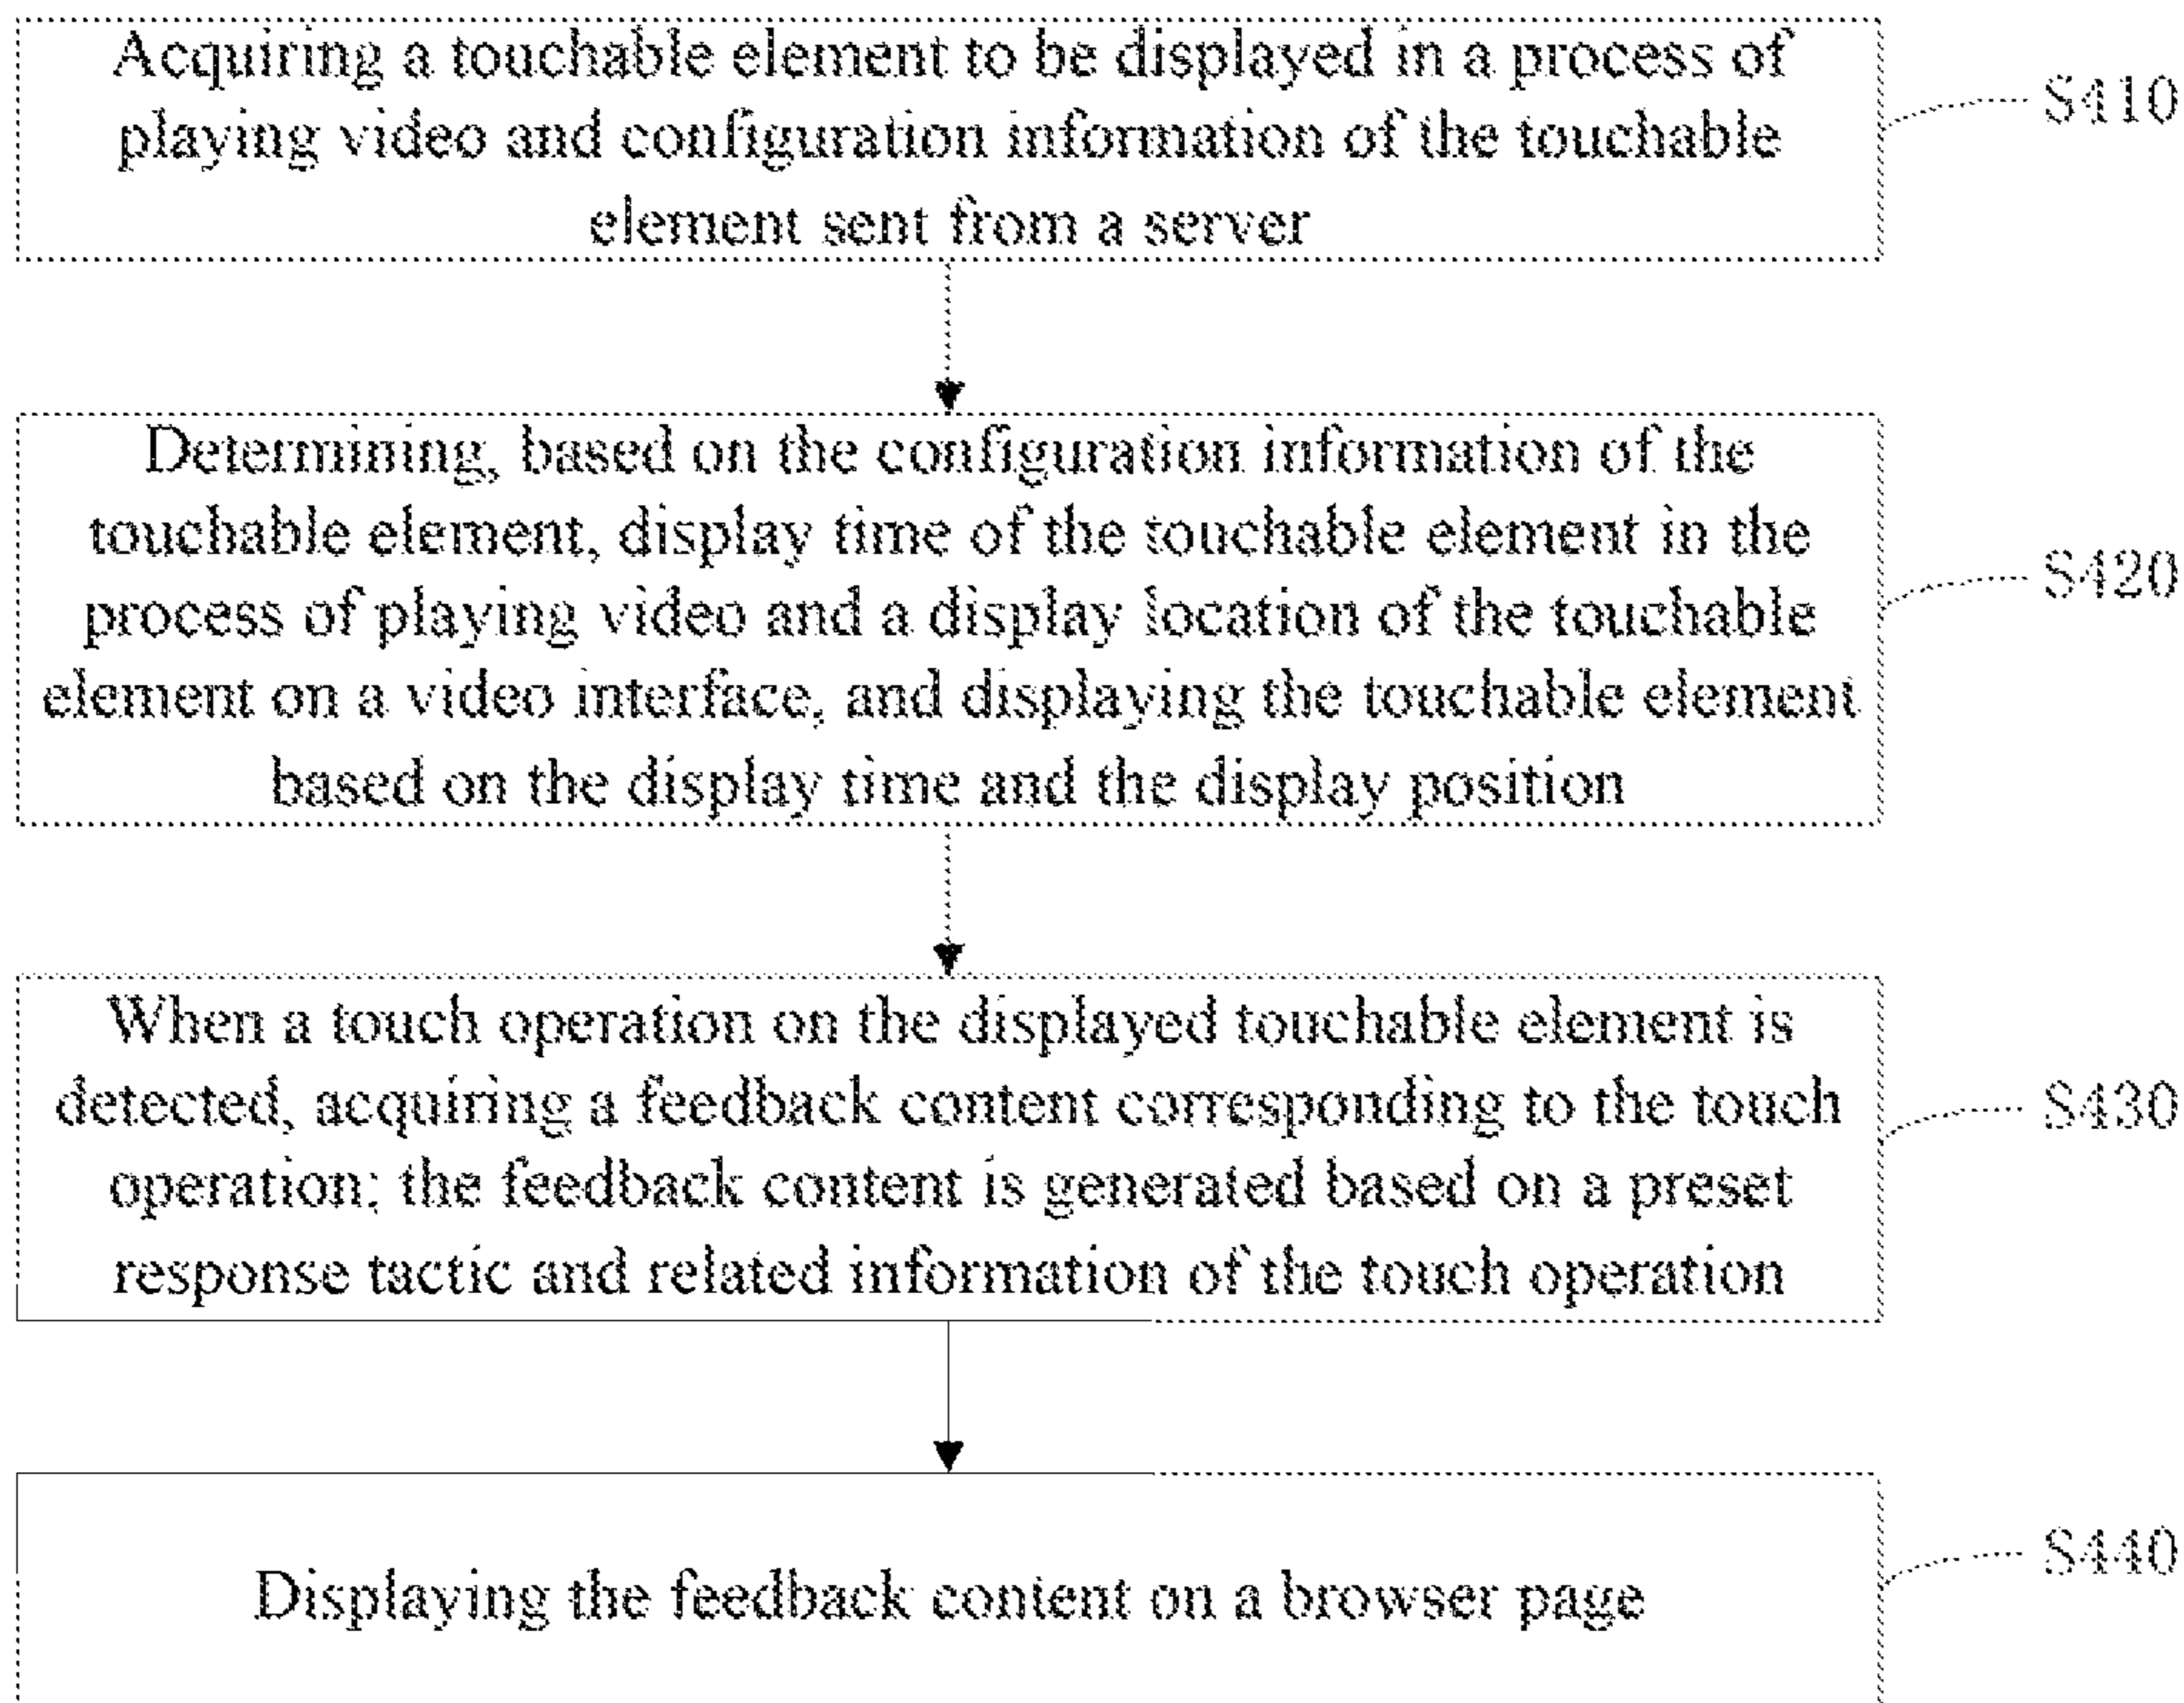 Acquiring a touchable element to be displayed in a process of
playing video and configuration information of the touchable
element sent from a server
S410
Determining, based on the configuration information of the
touchable element, display time of the touchable element in the
process of playing video and a display location of the touchable
element on a video interface, and displaying the touchable element
based on the display time and the display position
S420
When a touch operation on the displayed touchable element is
detected, acquiring a feedback content corresponding to the touch
operation; the feedback content is generated based on a preset
response tactic and related information of the touch operation
S430
Displaying the feedback content on a browser page
S440